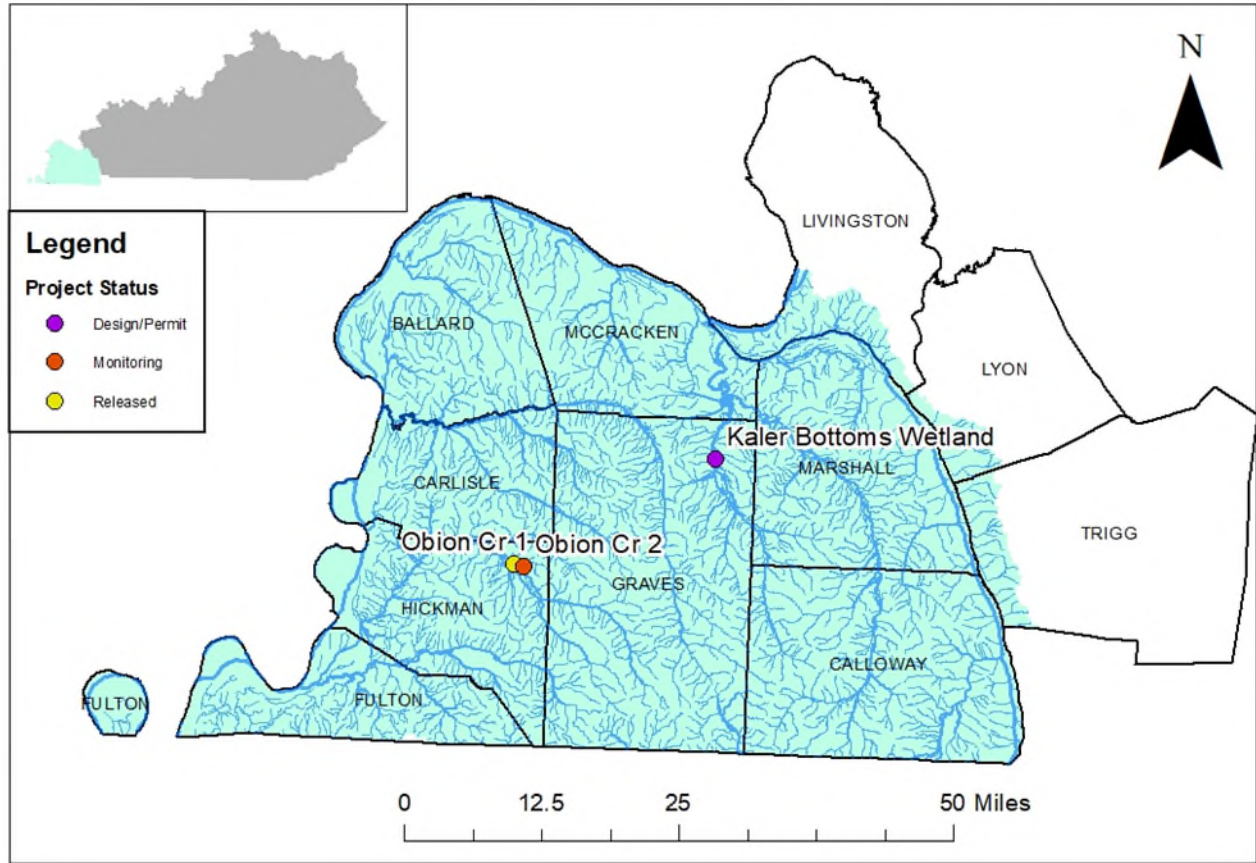 N
Legend
Project Status
Design/Permit
Monitoring
Released
LIVINGSTON
BALLARD
MCCRACKEN
LYON
Kaler Bottoms Wetland
MARSHALL
CARLISLE
TRIGG
Obion Cr 1 Obion Cr 2
GRAVES
HICKMAN
CALLOWAY
FULTON
FULTON
0 12.5 25 50 Miles